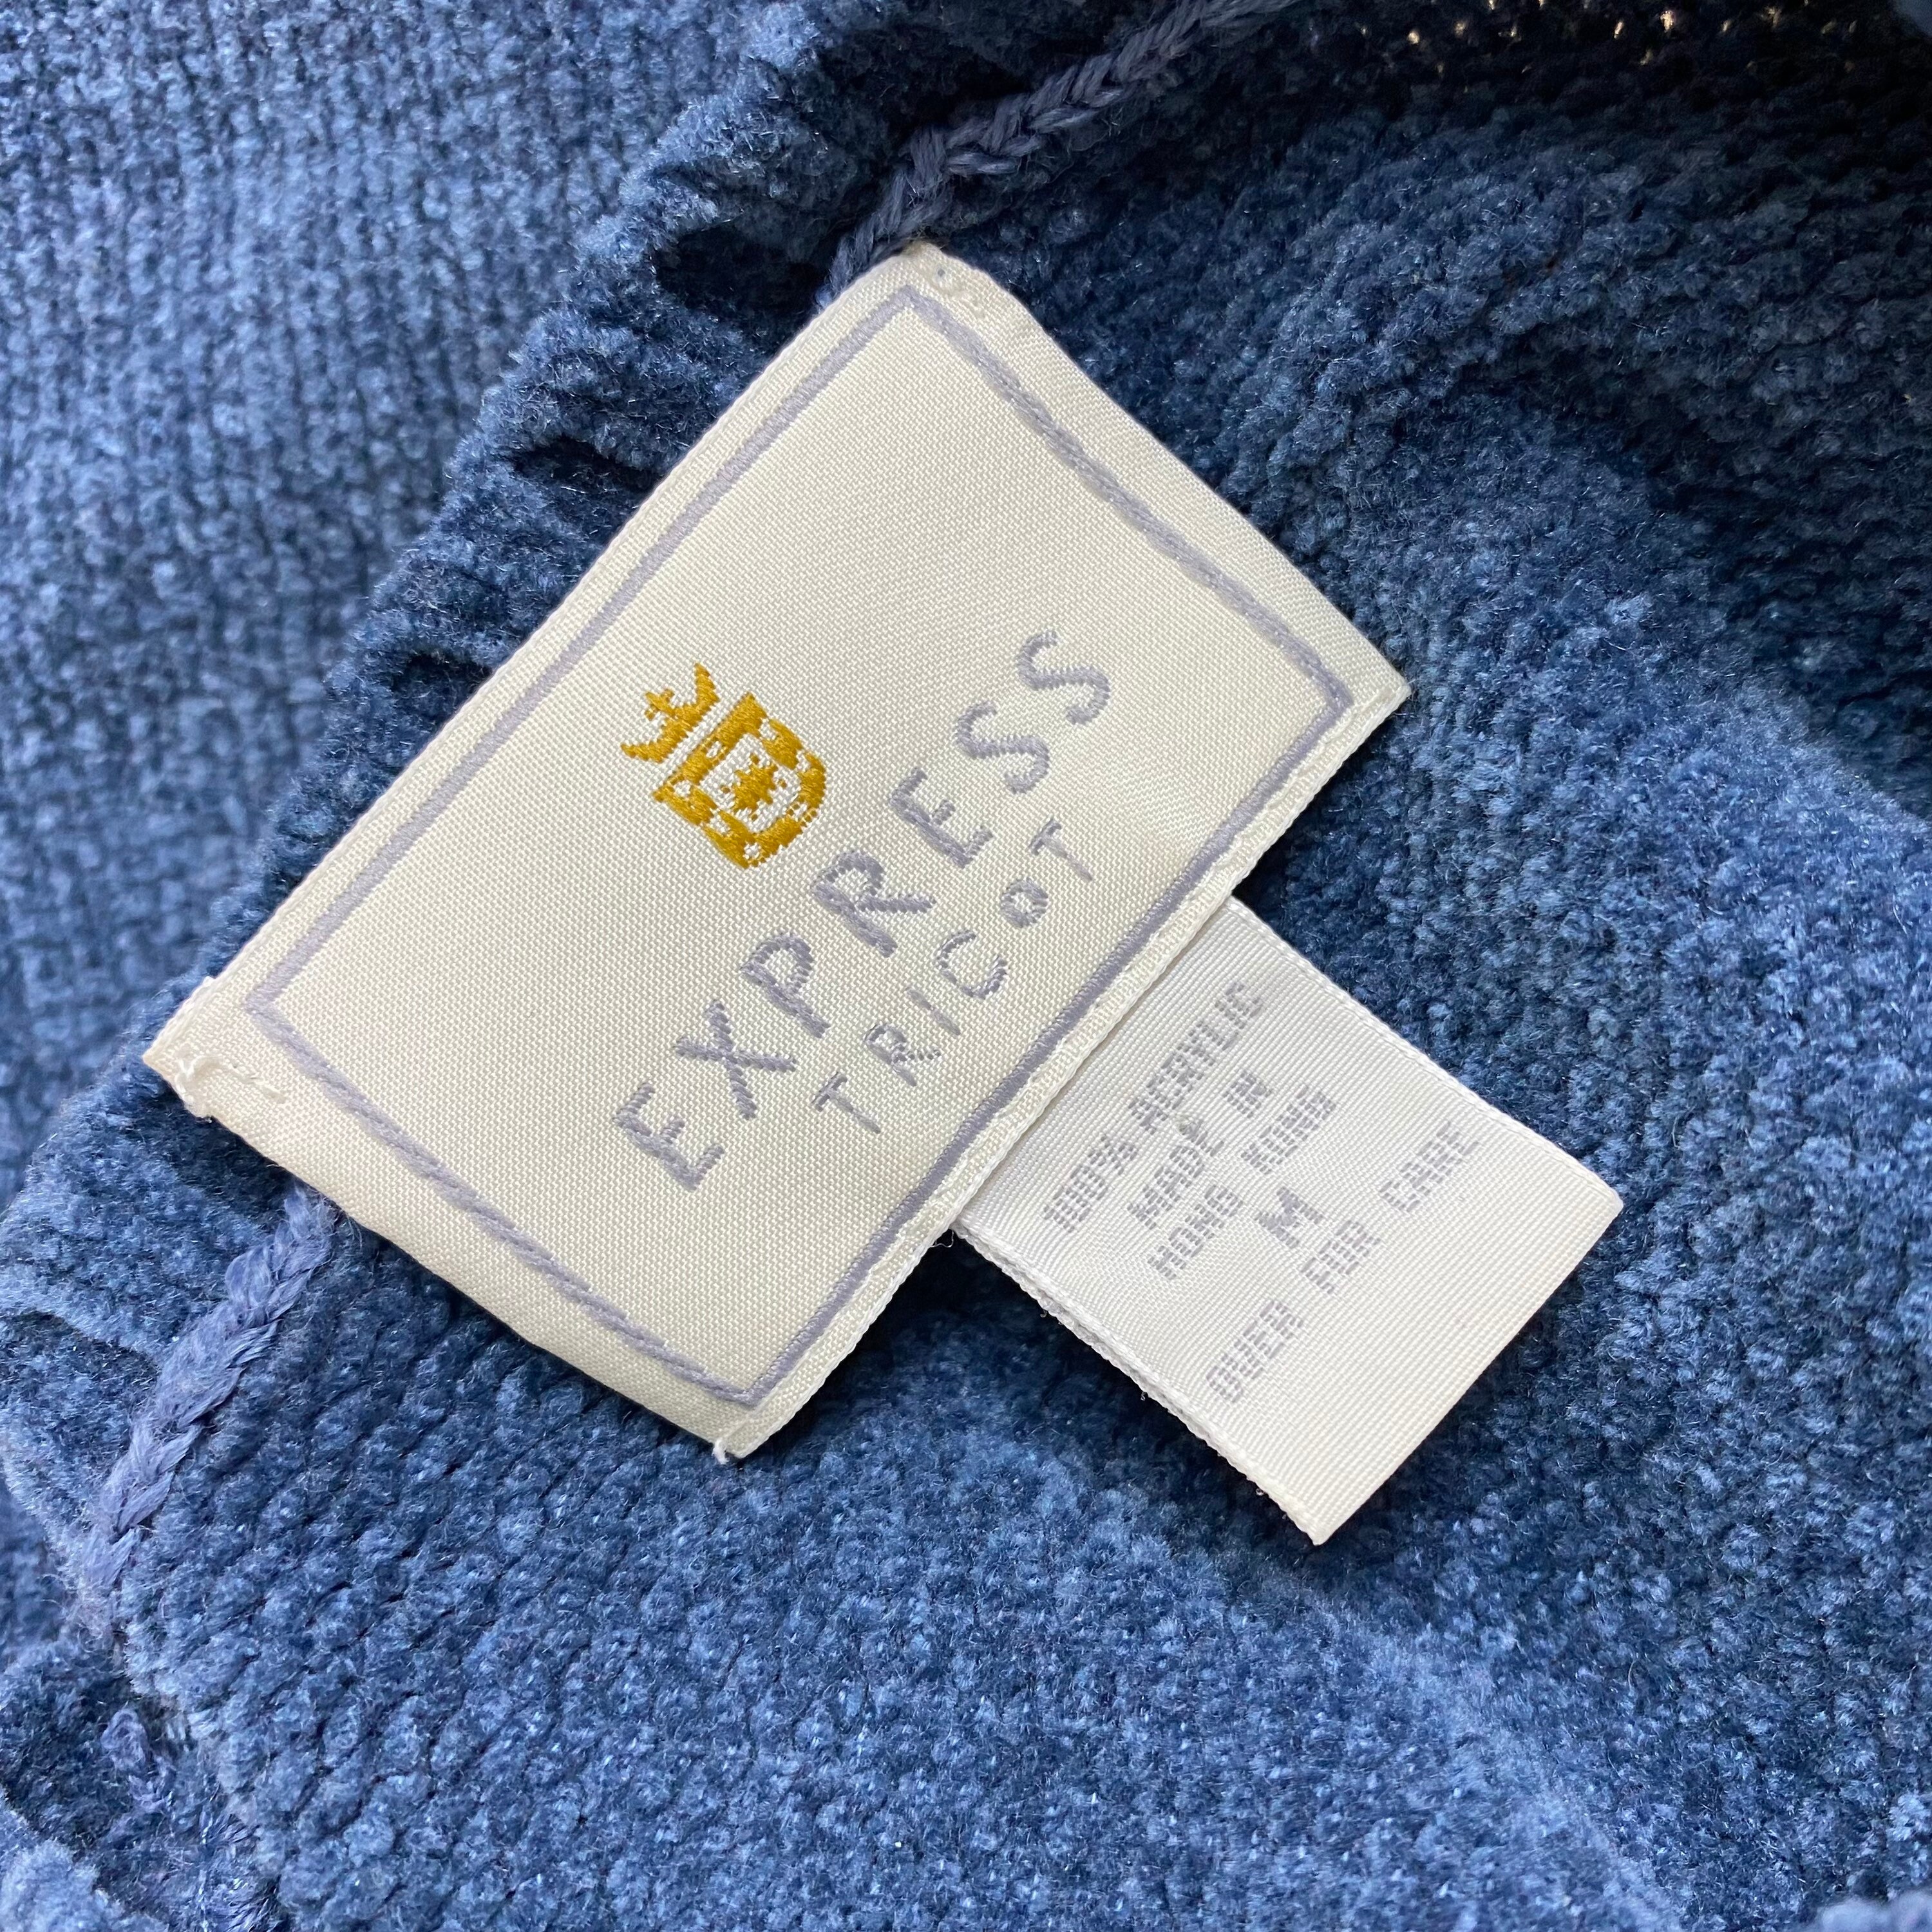 EXPRESS
TRICOT
100% ACRYLIC
MADE IN
HONG KONG
M
OVER FOR CARE